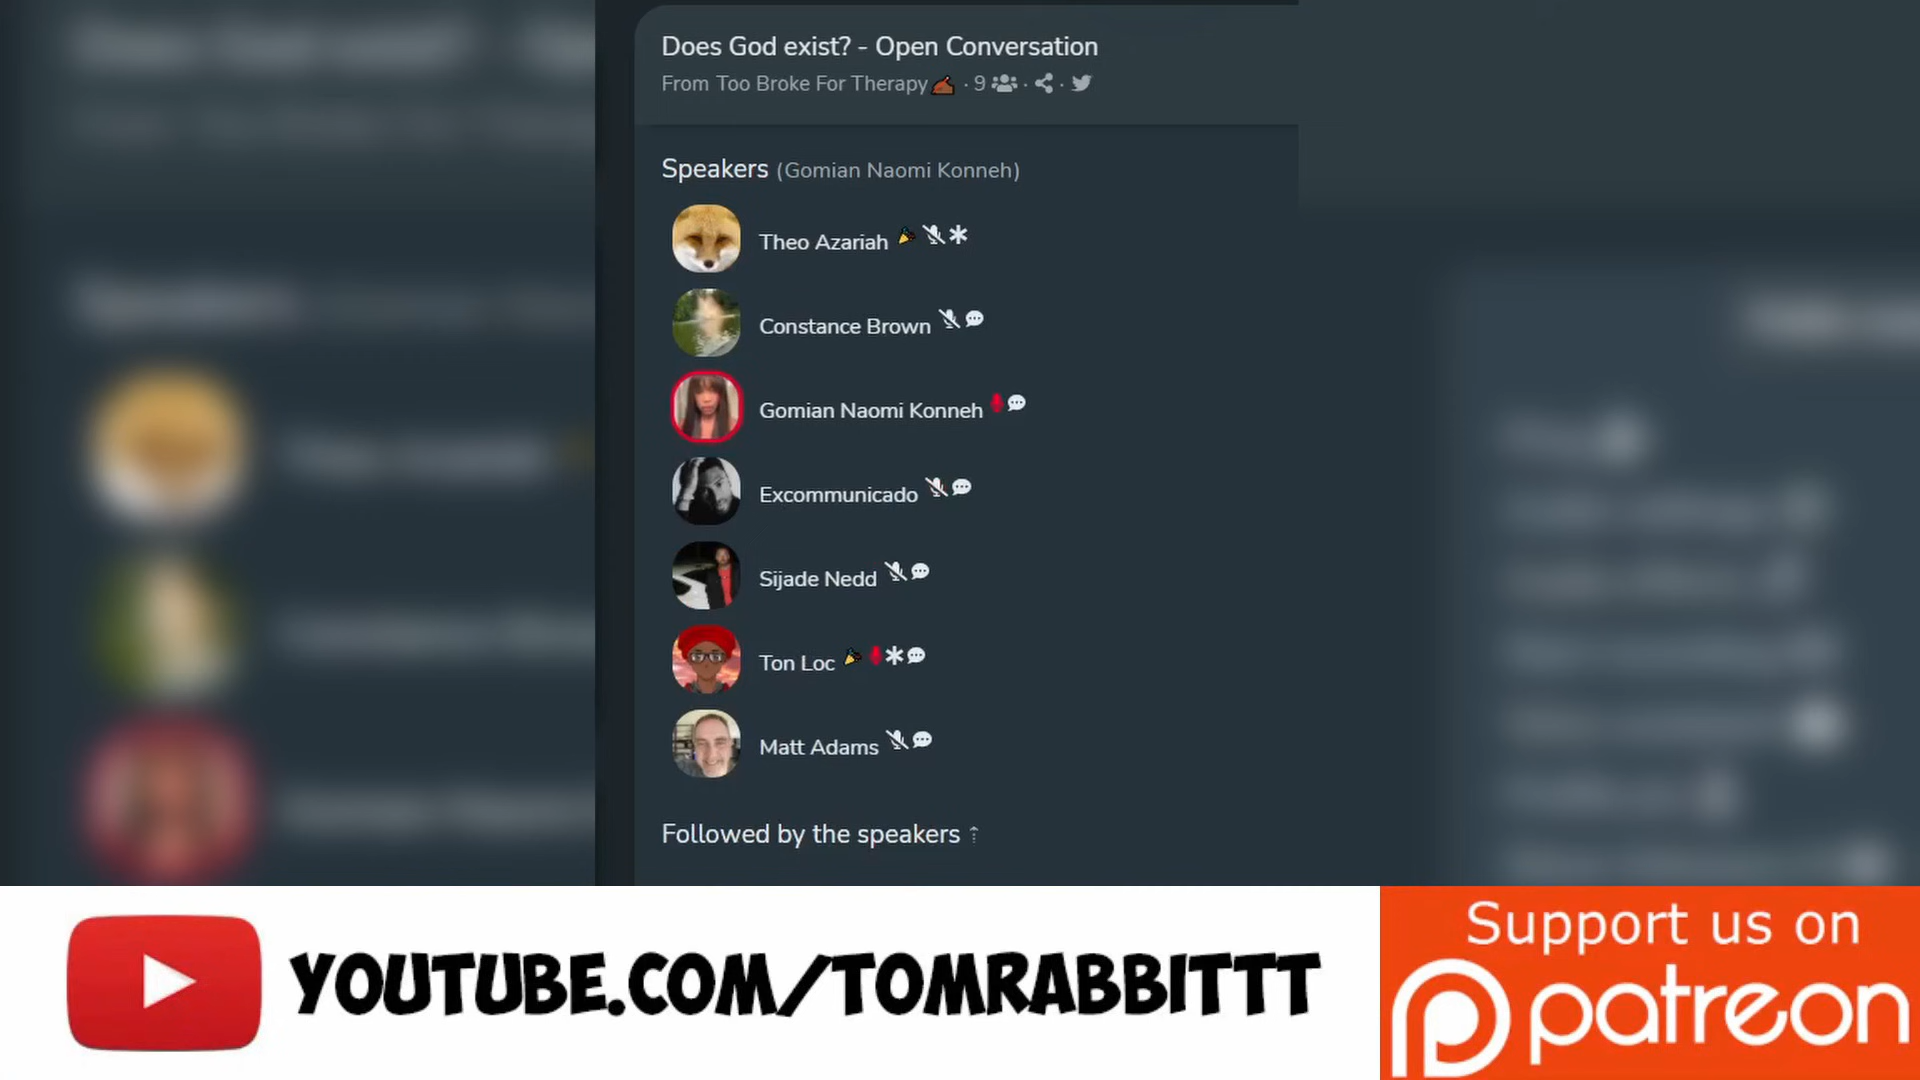 Does God exist? - Open Conversation
From Too Broke For Therapy · 9 · ·
Speakers (Gomian Naomi Konneh)
Theo Azariah
Constance Brown
Gomian Naomi Konneh
Excommunicado
Sijade Nedd
Ton Loc
Matt Adams
Followed by the speakers
YOUTUBE.COM/TOMRABBITTT
Support us on
patreon